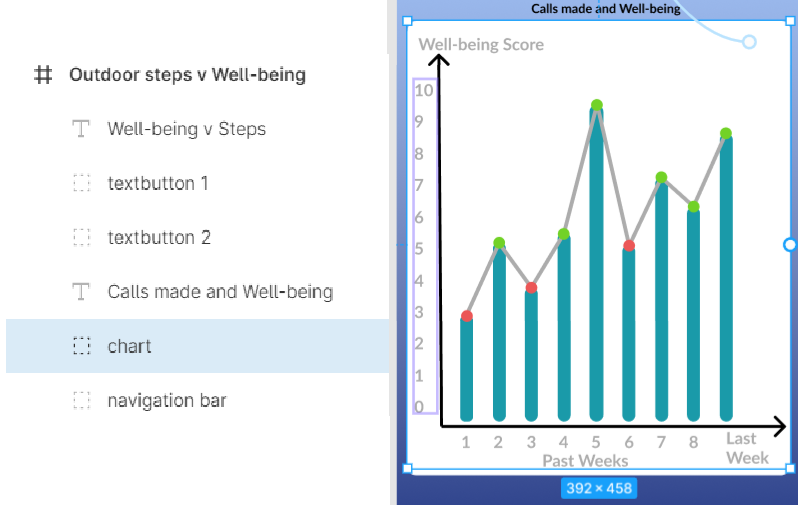 Outdoor steps v Well-being
Well-being v Steps
textbutton 1
textbutton 2
Calls made and Well-being
chart
navigation bar
Calls made and Well-being
Well-being Score
10
9
8
7
6
5
4
3
2
1
0
1 2 3 4 5 6 7 8 Last
Week
Past Weeks
392 × 458